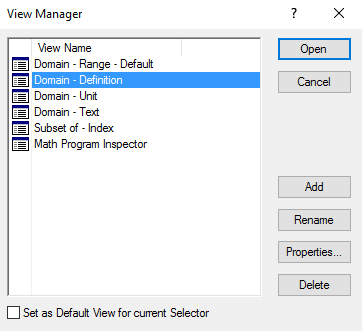 View Manager
?
View Name
Open
Domain - Range - Default
Domain - Definition
Cancel
Domain - Unit
Domain - Text
Subset of - Index
Math Program Inspector
Add
Rename
Properties...
Delete
Set as Default View for current Selector